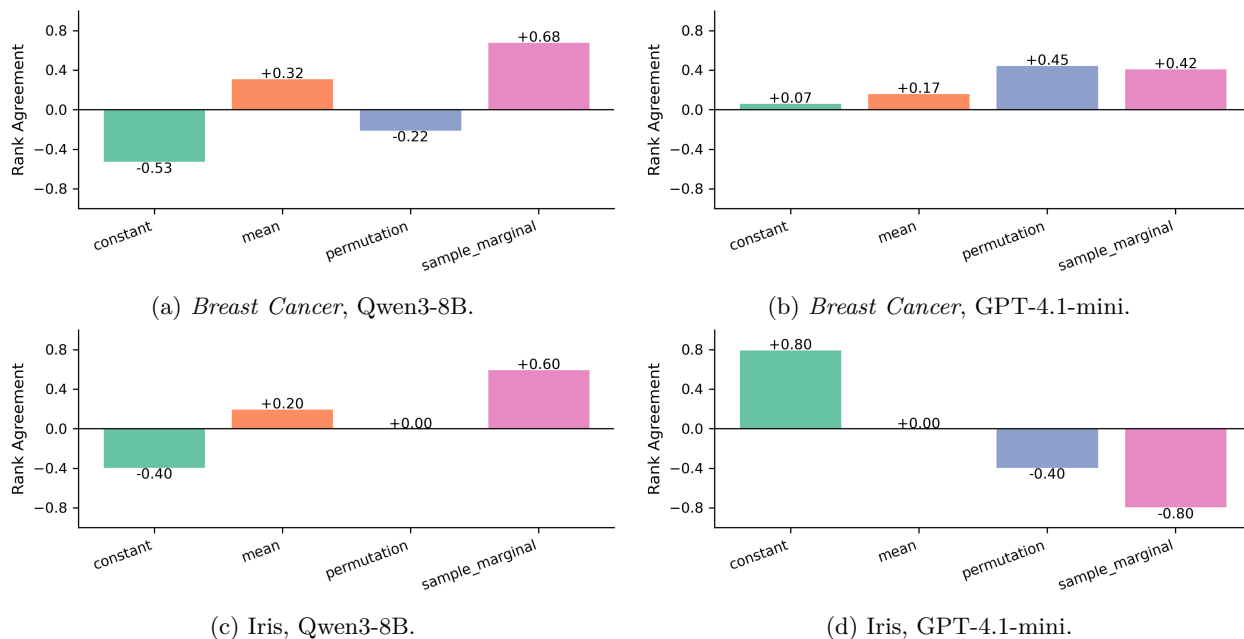 Rank Agreement
0.8
0.4
0.0
−0.4
−0.8
-0.53
+0.32
-0.22
+0.68
constant
mean
permutation
sample_marginal
(a) Breast Cancer, Qwen3-8B.
Rank Agreement
0.8
0.4
0.0
−0.4
−0.8
+0.07
+0.17
+0.45
+0.42
constant
mean
permutation
sample_marginal
(b) Breast Cancer, GPT-4.1-mini.
Rank Agreement
0.8
0.4
0.0
−0.4
−0.8
-0.40
+0.20
+0.00
+0.60
constant
mean
permutation
sample_marginal
(c) Iris, Qwen3-8B.
Rank Agreement
0.8
0.4
0.0
−0.4
−0.8
+0.80
+0.00
-0.40
-0.80
constant
mean
permutation
sample_marginal
(d) Iris, GPT-4.1-mini.